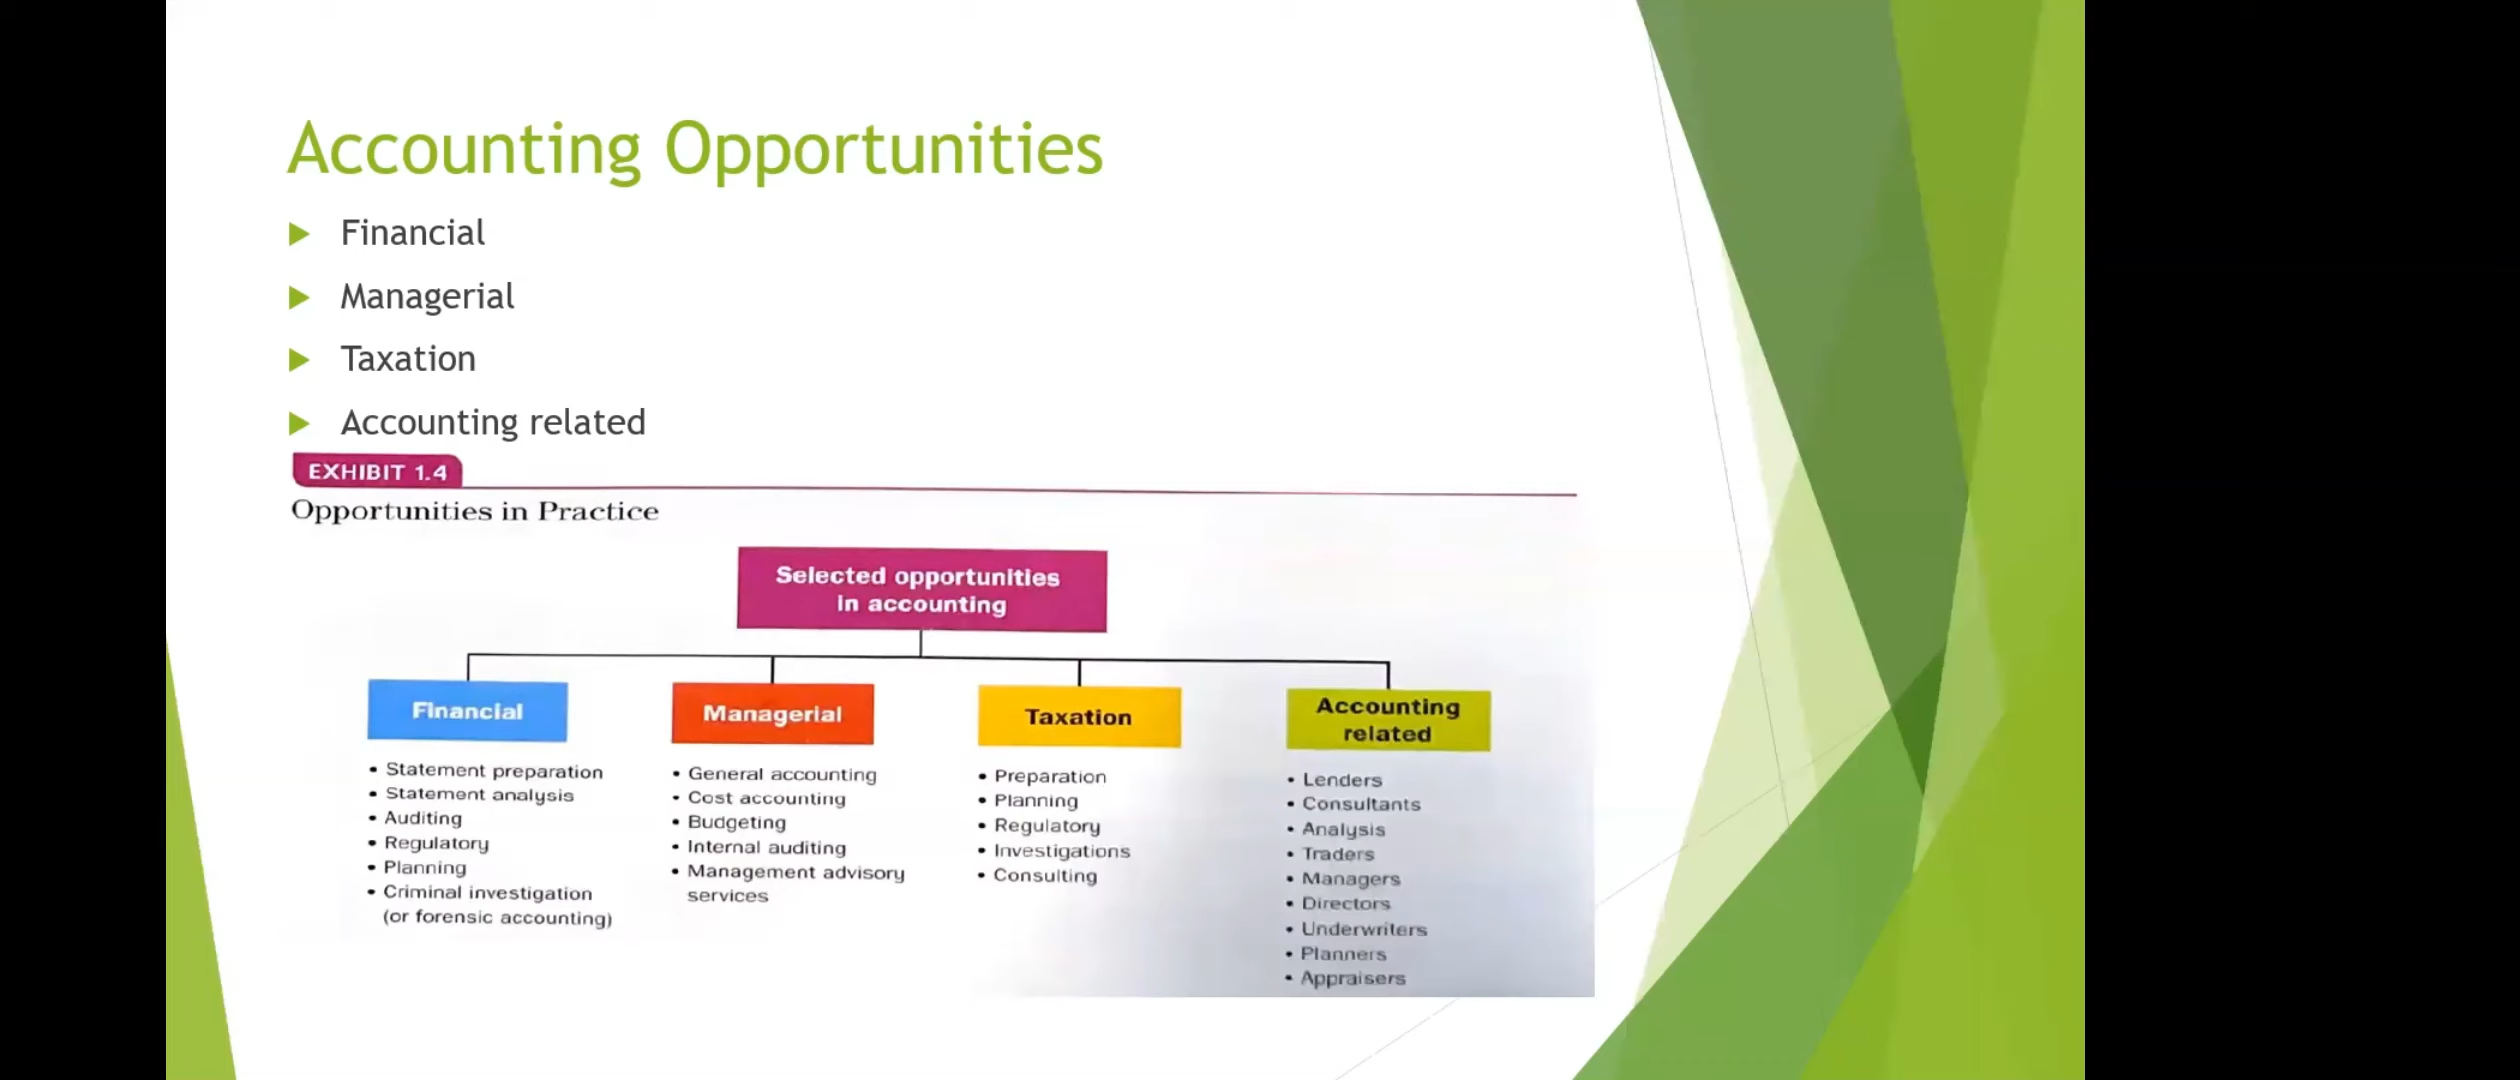 Accounting Opportunities
Financial
Managerial
Taxation
Accounting related
EXHIBIT 1.4
Opportunities in Practice
Selected opportunities
in accounting
Financial
• Statement preparation
• Statement analysis
• Auditing
• Regulatory
• Planning
• Criminal investigation
(or forensic accounting)
Managerial
• General accounting
• Cost accounting
• Budgeting
• Internal auditing
• Management advisory
services
Taxation
• Preparation
• Planning
• Regulatory
• Investigations
• Consulting
Accounting
related
• Lenders
• Consultants
• Analysis
• Traders
• Managers
• Directors
• Underwriters
• Planners
• Appraisers